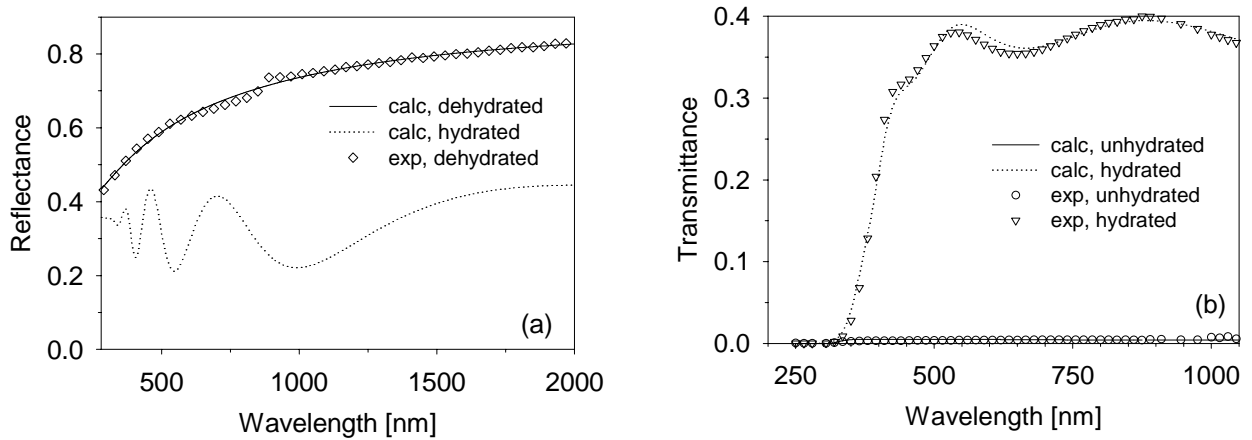 0.8
0.6
0.4
0.2
0.0
Reflectance
calc, dehydrated
calc, hydrated
exp, dehydrated
(a)
500
1000
1500
2000
Wavelength [nm]
0.4
0.3
0.2
0.1
0.0
Transmittance
calc, unhydrated
calc, hydrated
exp, unhydrated
exp, hydrated
(b)
250
500
750
1000
Wavelength [nm]